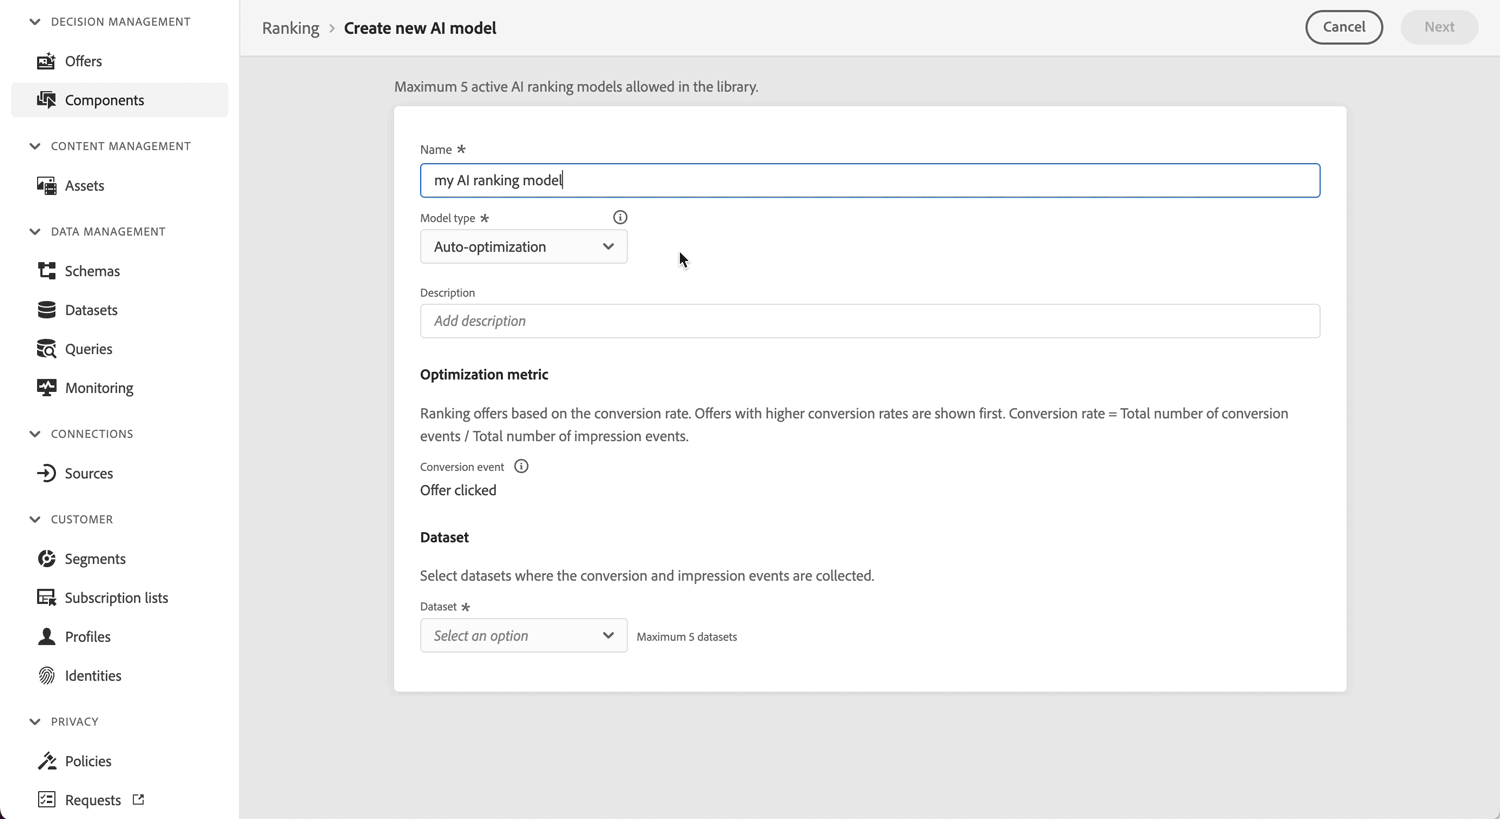 DECISION MANAGEMENT
Offers
Components
CONTENT MANAGEMENT
Assets
DATA MANAGEMENT
Schemas
Datasets
Queries
Monitoring
CONNECTIONS
Sources
CUSTOMER
Segments
Subscription lists
Profiles
Identities
PRIVACY
Policies
Requests
Ranking > Create new AI model
Cancel
Next
Maximum 5 active AI ranking models allowed in the library.
Name *
my AI ranking model
Model type *
Auto-optimization
Description
Add description
Optimization metric
Ranking offers based on the conversion rate. Offers with higher conversion rates are shown first. Conversion rate = Total number of conversion
events / Total number of impression events.
Conversion event
Offer clicked
Dataset
Select datasets where the conversion and impression events are collected.
Dataset *
Select an option
Maximum 5 datasets